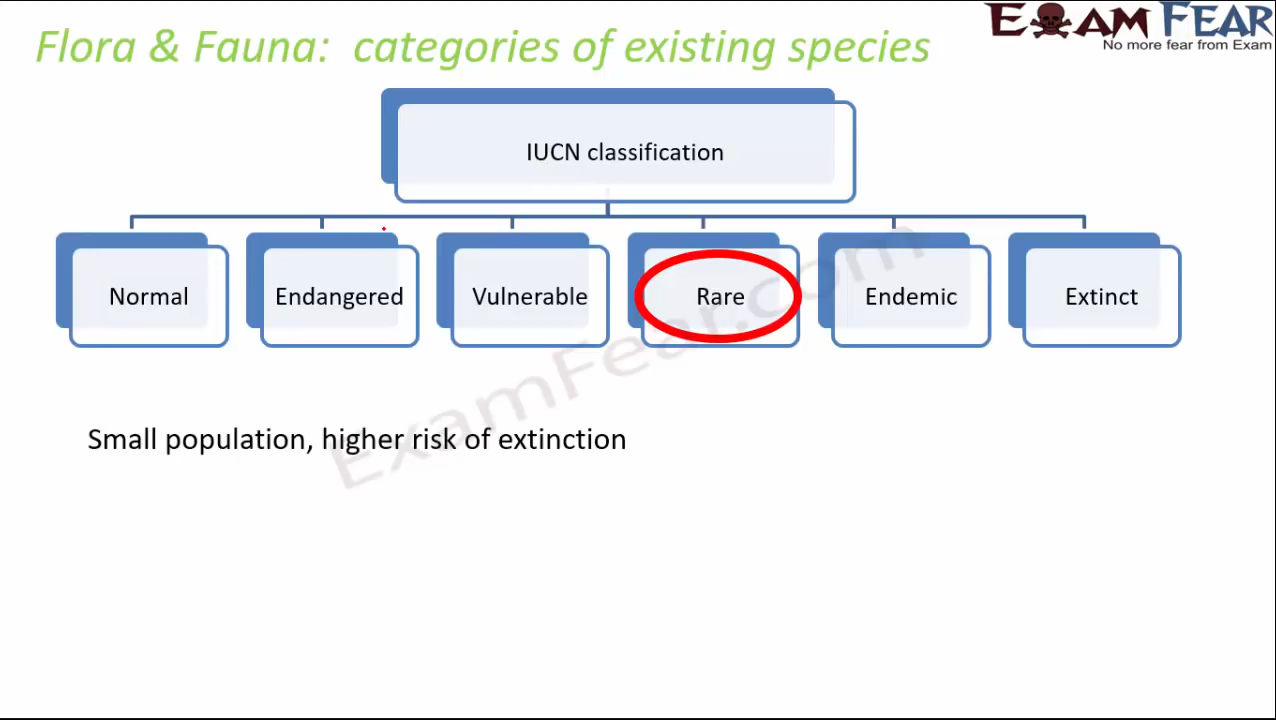 Flora & Fauna: categories of existing species
EXAM FEAR
No more fear from Exam
IUCN classification
Normal
Endangered
Vulnerable
Rare
Endemic
Extinct
Small population, higher risk of extinction
ExamFear.com